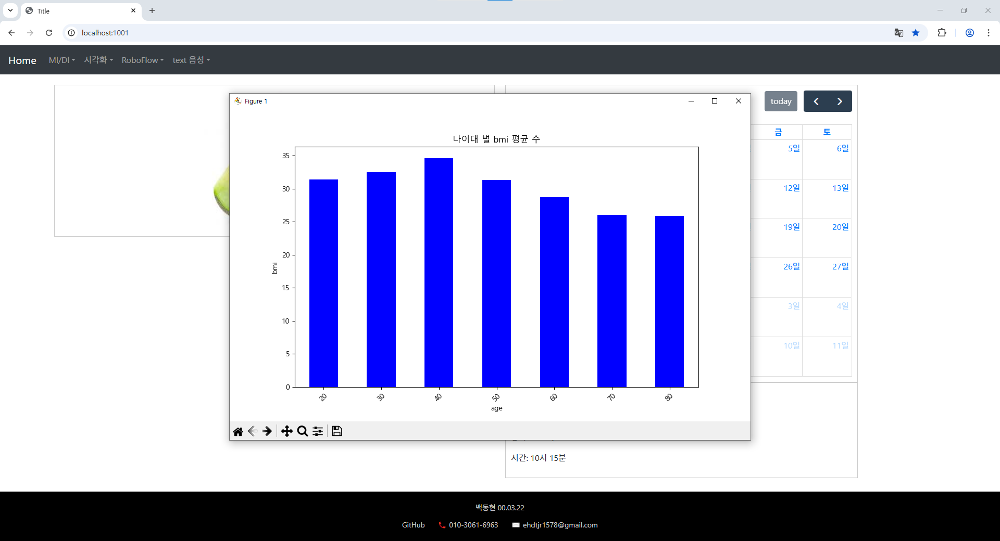 Title
localhost:1001
Home Ml/Dl 시각화 RoboFlow text 음성
Figure 1
today
나이대 별 bmi 평균 수
35
30
25
20
15
10
5
0
bmi
20 30 40 50 60 70 80
age
금 토
5일 6일
12일 13일
19일 20일
26일 27일
3일 4일
10일 11일
시간: 10시 15분
백동현 00.03.22
GitHub 010-3061-6963 ehdtjr1578@gmail.com